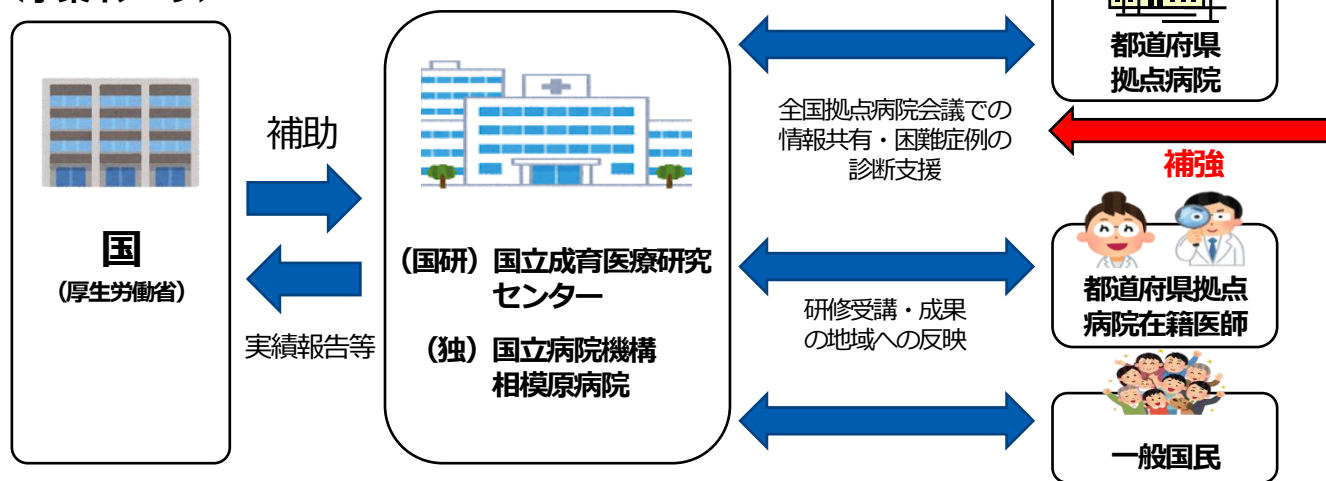 国
（厚生労働省）
補助
実績報告等
（国研）国立成育医療研究
センター
（独）国立病院機構
相模原病院
全国拠点病院会議での
情報共有・困難症例の
診断支援
研修受講・成果
の地域への反映
都道府県
拠点病院
補強
都道府県拠点
病院在籍医師
一般国民